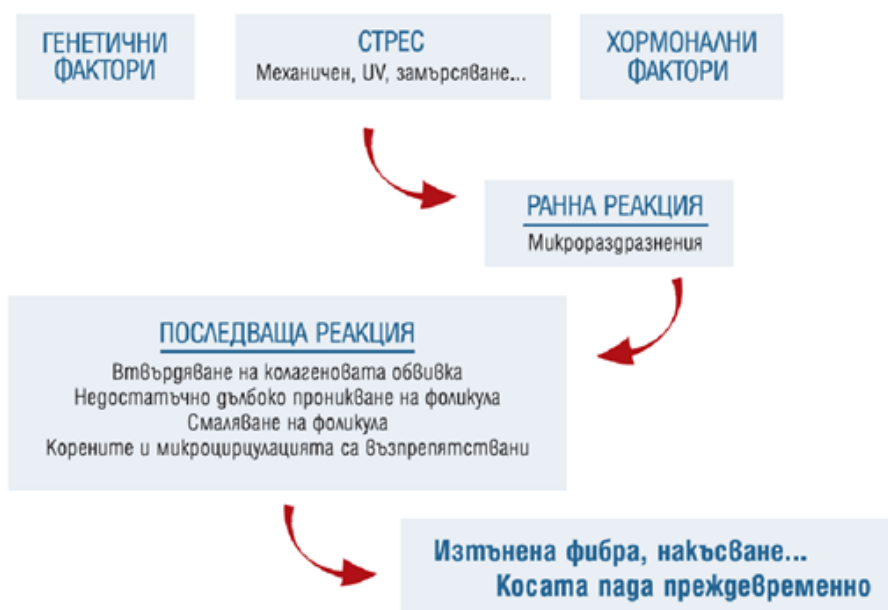 ГЕНЕТИЧНИ
ФАКТОРИ
СТРЕС
Механичен, UV, замърсяване...
ХОРМОНАЛНИ
ФАКТОРИ
РАННА РЕАКЦИЯ
Микрораздразнения
ПОСЛЕДВАЩА РЕАКЦИЯ
Втвърдяване на колагеновата обвивка
Недостатъчно дълбоко проникване на фоликула
Смаляване на фоликула
Корените и микроцирцулацията са възпрепятствани
Изтънена фибра, накъсване...
Косата пада преждевременно